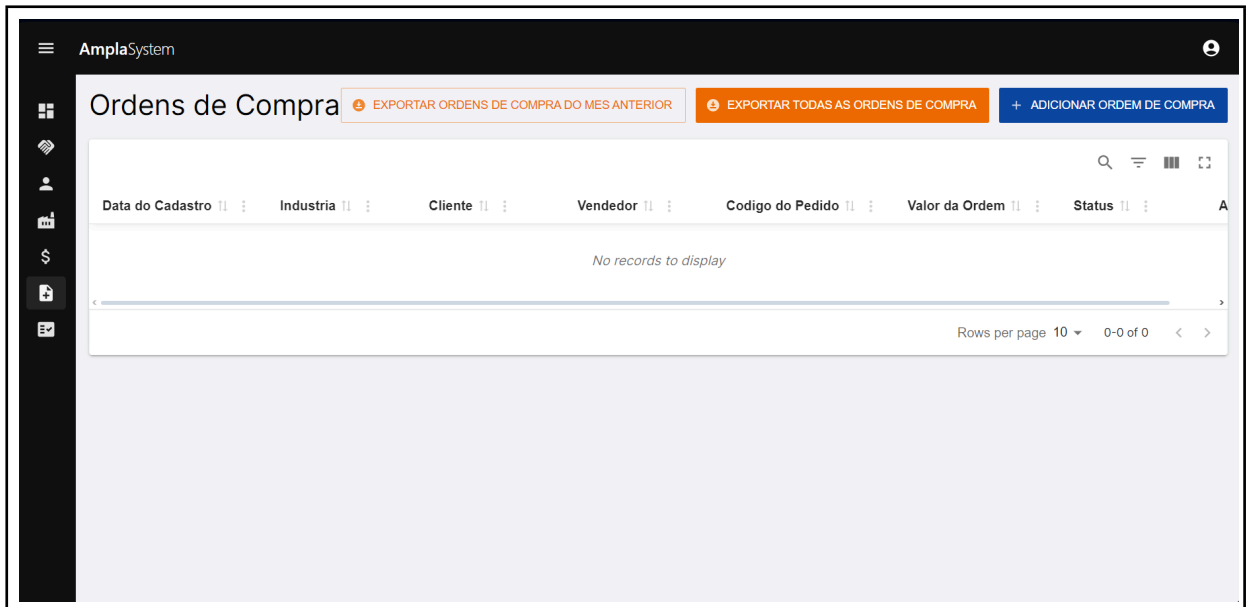 AmplaSystem
Ordens de Compra
EXPORTAR ORDENS DE COMPRA DO MES ANTERIOR
EXPORTAR TODAS AS ORDENS DE COMPRA
+ ADICIONAR ORDEM DE COMPRA
Data do Cadastro Industria Cliente Vendedor Codigo do Pedido Valor da Ordem Status A
No records to display
Rows per page 10 0-0 of 0